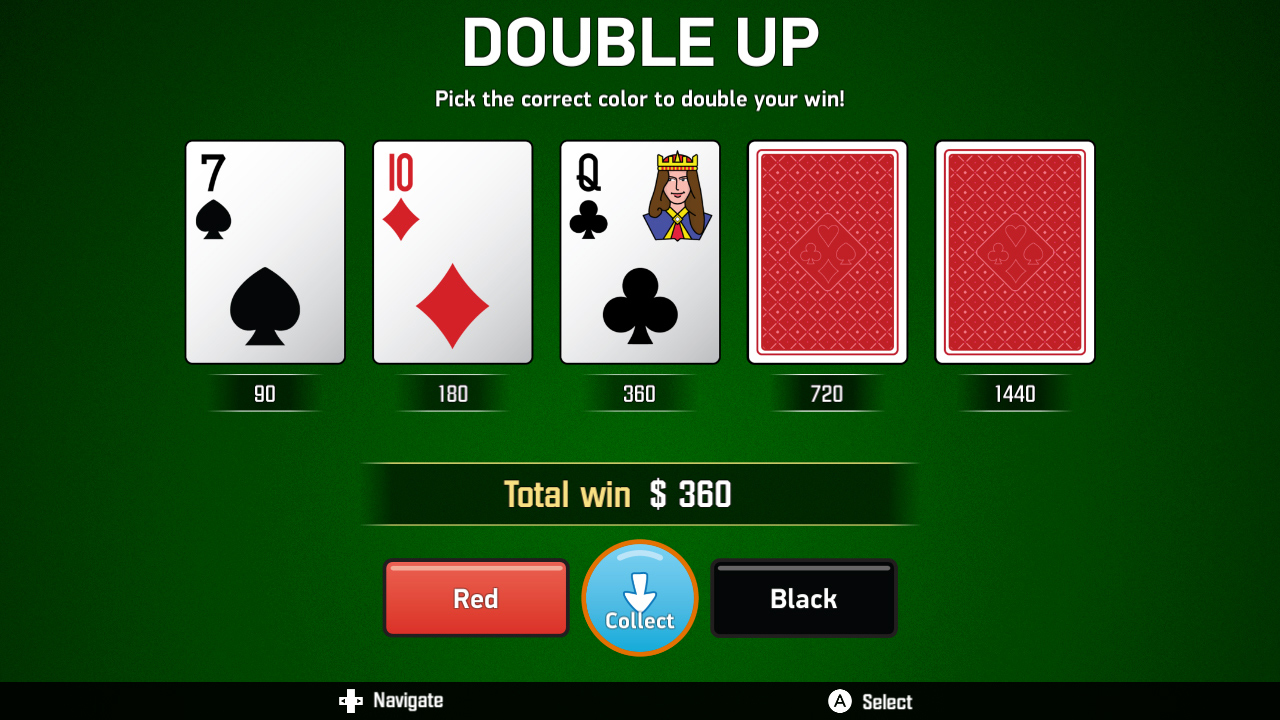 DOUBLE UP
Pick the correct color to double your win!
7
10
Q
90
180
360
720
1440
Total win $ 360
Red
Collect
Black
Navigate
A Select